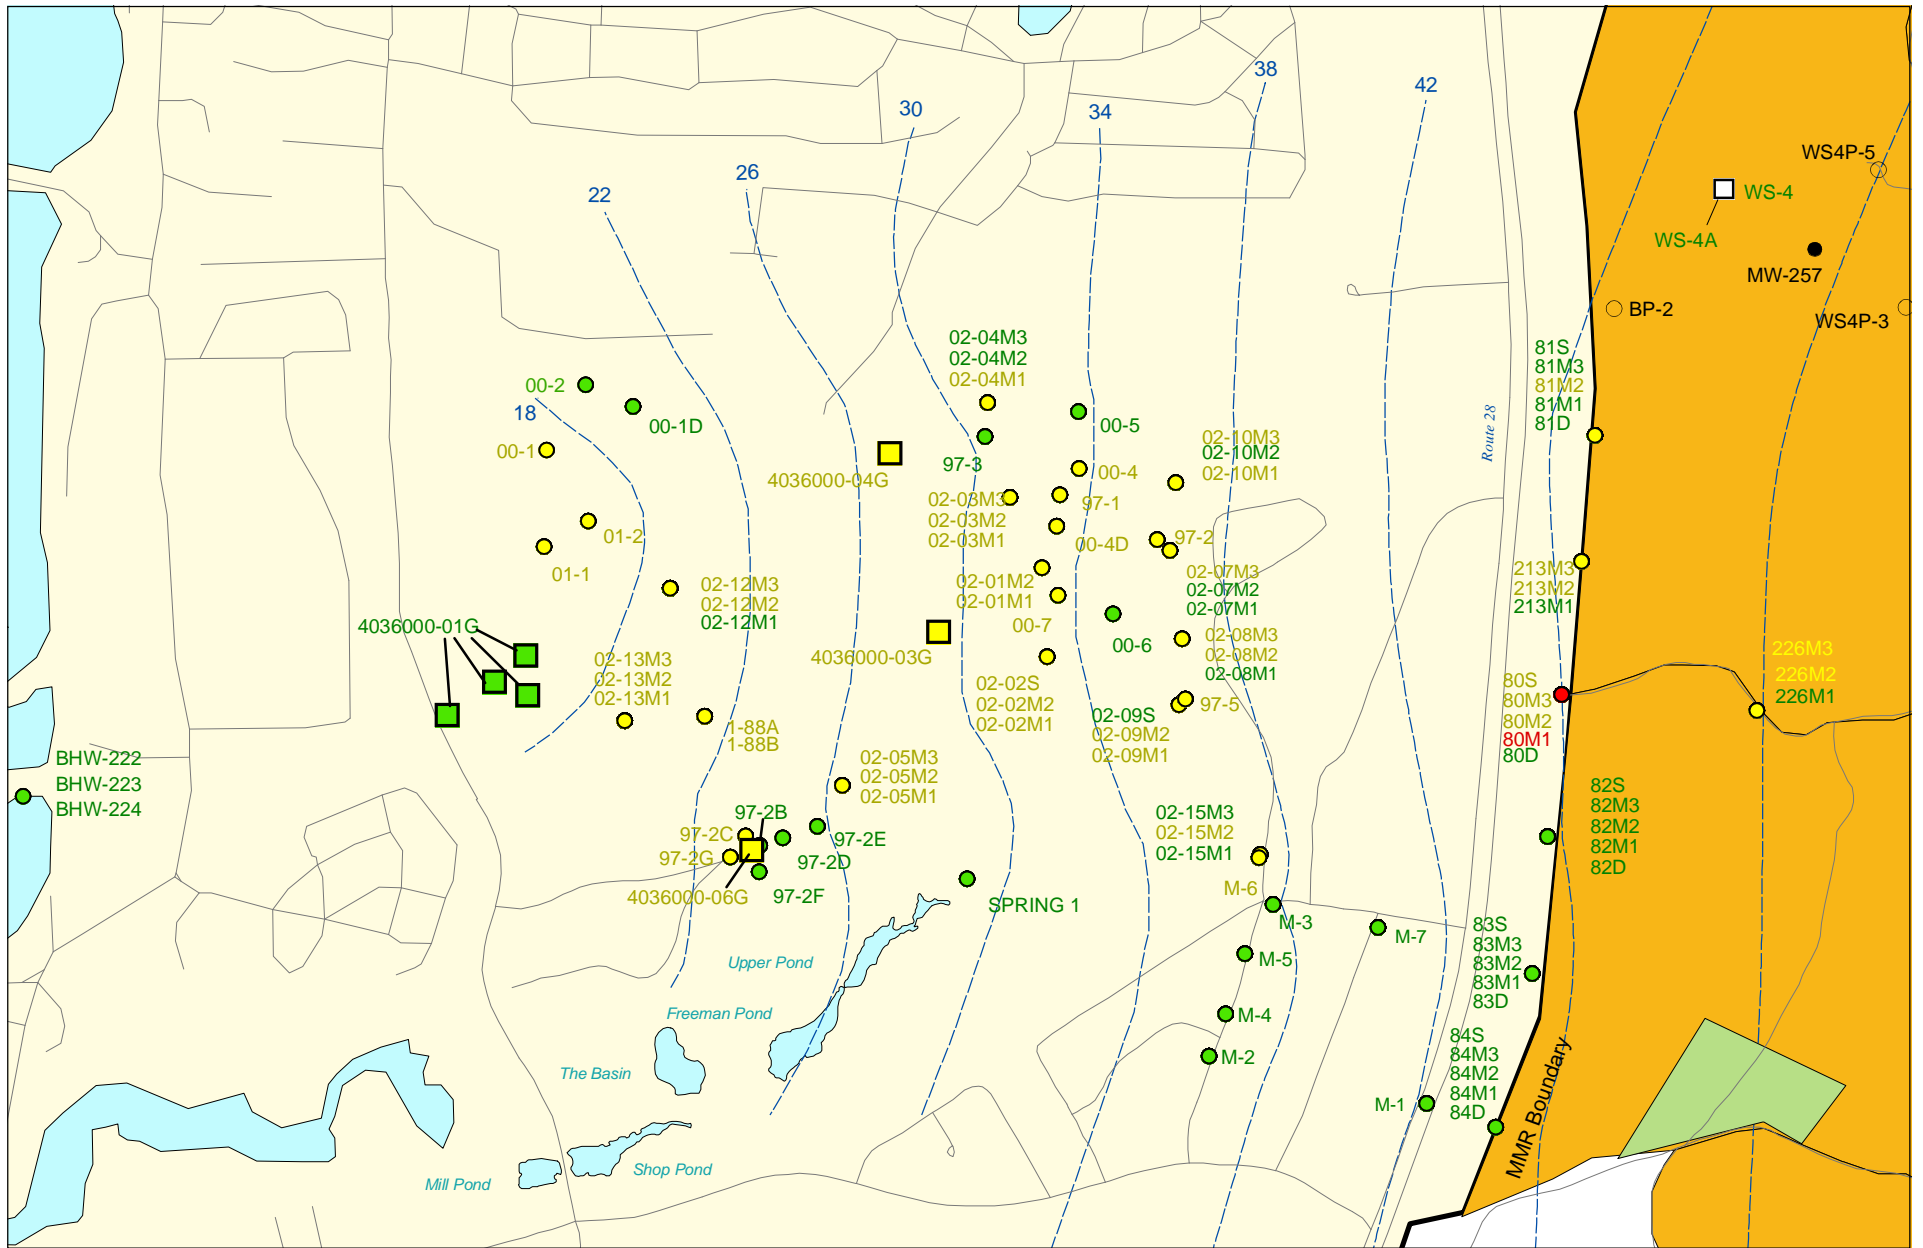 38
42
30
34
26
22
WS4P-5
WS-4
WS-4A
MW-257
BP-2
WS4P-3
02-04M3
02-04M2
02-04M1
81S
81M3
81M2
81M1
81D
00-2
18
00-1D
00-1
97-3
00-5
Route 28
4036000-04G
00-4
02-10M3
02-10M2
02-10M1
02-03M3
02-03M2
02-03M1
97-1
00-4D
97-2
01-2
01-1
02-12M3
02-12M2
02-12M1
02-01M2
02-01M1
00-7
02-07M3
02-07M2
02-07M1
213M3
213M2
213M1
4036000-01G
4036000-03G
00-6
02-08M3
02-08M2
02-08M1
02-13M3
02-13M2
02-13M1
02-02S
02-02M2
02-02M1
97-5
02-09S
02-09M2
02-09M1
80S
80M3
80M2
80M1
80D
226M3
226M2
226M1
1-88A
1-88B
BHW-222
BHW-223
BHW-224
02-05M3
02-05M2
02-05M1
97-2B
97-2C
97-2E
97-2G
97-2D
4036000-06G
97-2F
02-15M3
02-15M2
02-15M1
82S
82M3
82M2
82M1
82D
M-6
SPRING 1
M-3
M-7
M-5
83S
83M3
83M2
83M1
83D
Upper Pond
Freeman Pond
M-4
M-2
The Basin
84S
84M3
84M2
84M1
84D
M-1
MMR Boundary
Shop Pond
Mill Pond